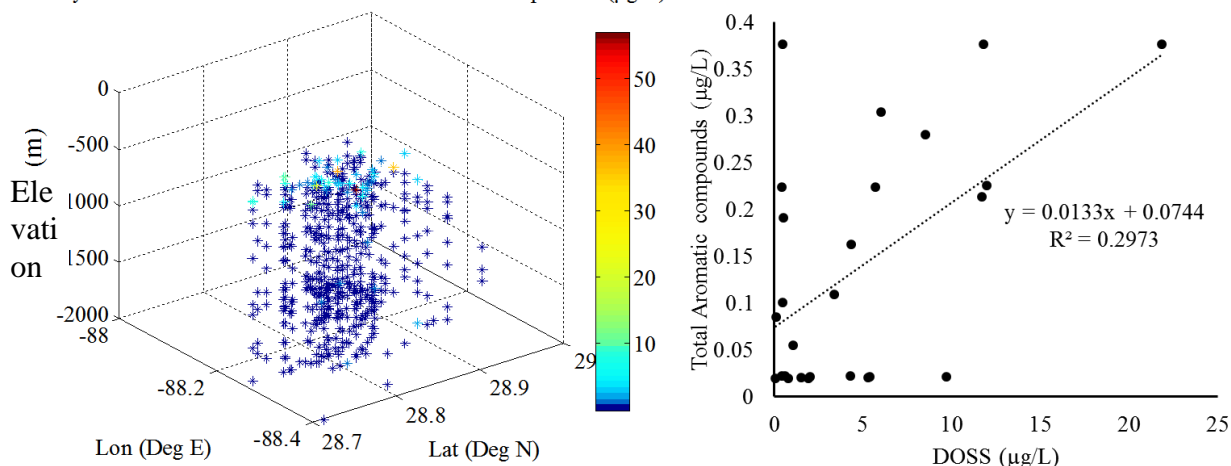 0
-500
-1000
-1500
-2000
(m)
Ele
vati
on
-88
-88.2
-88.4
Lon (Deg E)
28.7
28.8
28.9
29
Lat (Deg N)
50
40
30
20
10
0.4
0.35
0.3
0.25
0.2
0.15
0.1
0.05
0
Total Aromatic compounds (µg/L)
y = 0.0133x + 0.0744
R² = 0.2973
0 5 10 15 20 25
DOSS (µg/L)